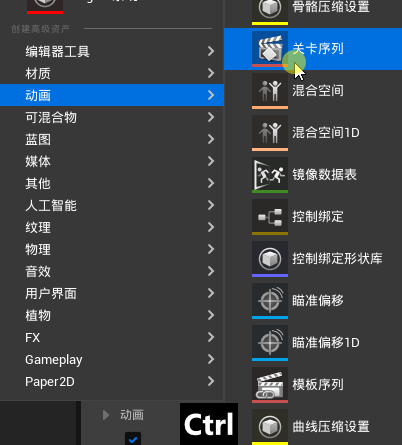 创建高级资产
编辑器工具
材质
动画
可混合物
蓝图
媒体
其他
人工智能
纹理
物理
音效
用户界面
植物
FX
Gameplay
Paper2D
骨骼压缩设置
关卡序列
混合空间
混合空间1D
镜像数据表
控制绑定
控制绑定形状库
瞄准偏移
瞄准偏移1D
模板序列
曲线压缩设置
动画
Ctrl